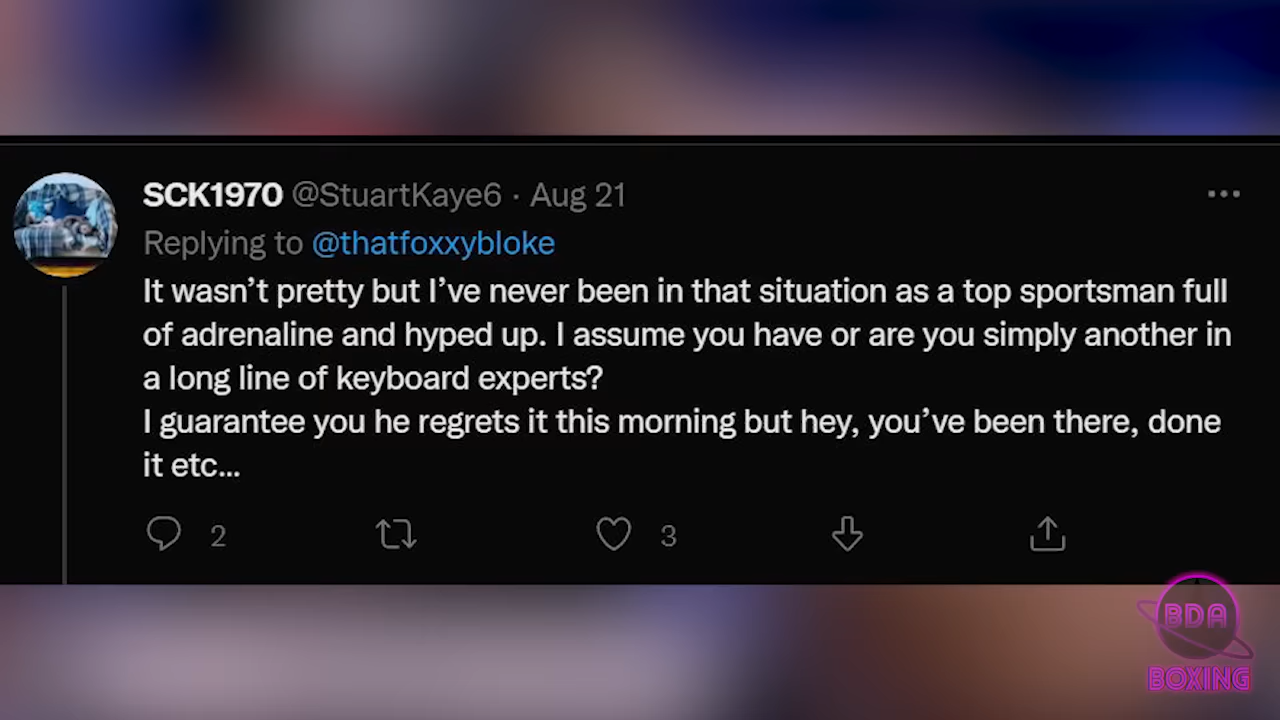 SCK1970 @StuartKaye6 · Aug 21
Replying to @thatfoxxybloke
It wasn’t pretty but I’ve never been in that situation as a top sportsman full
of adrenaline and hyped up. I assume you have or are you simply another in
a long line of keyboard experts?
I guarantee you he regrets it this morning but hey, you’ve been there, done
it etc...
2 3
BDA
BOXING